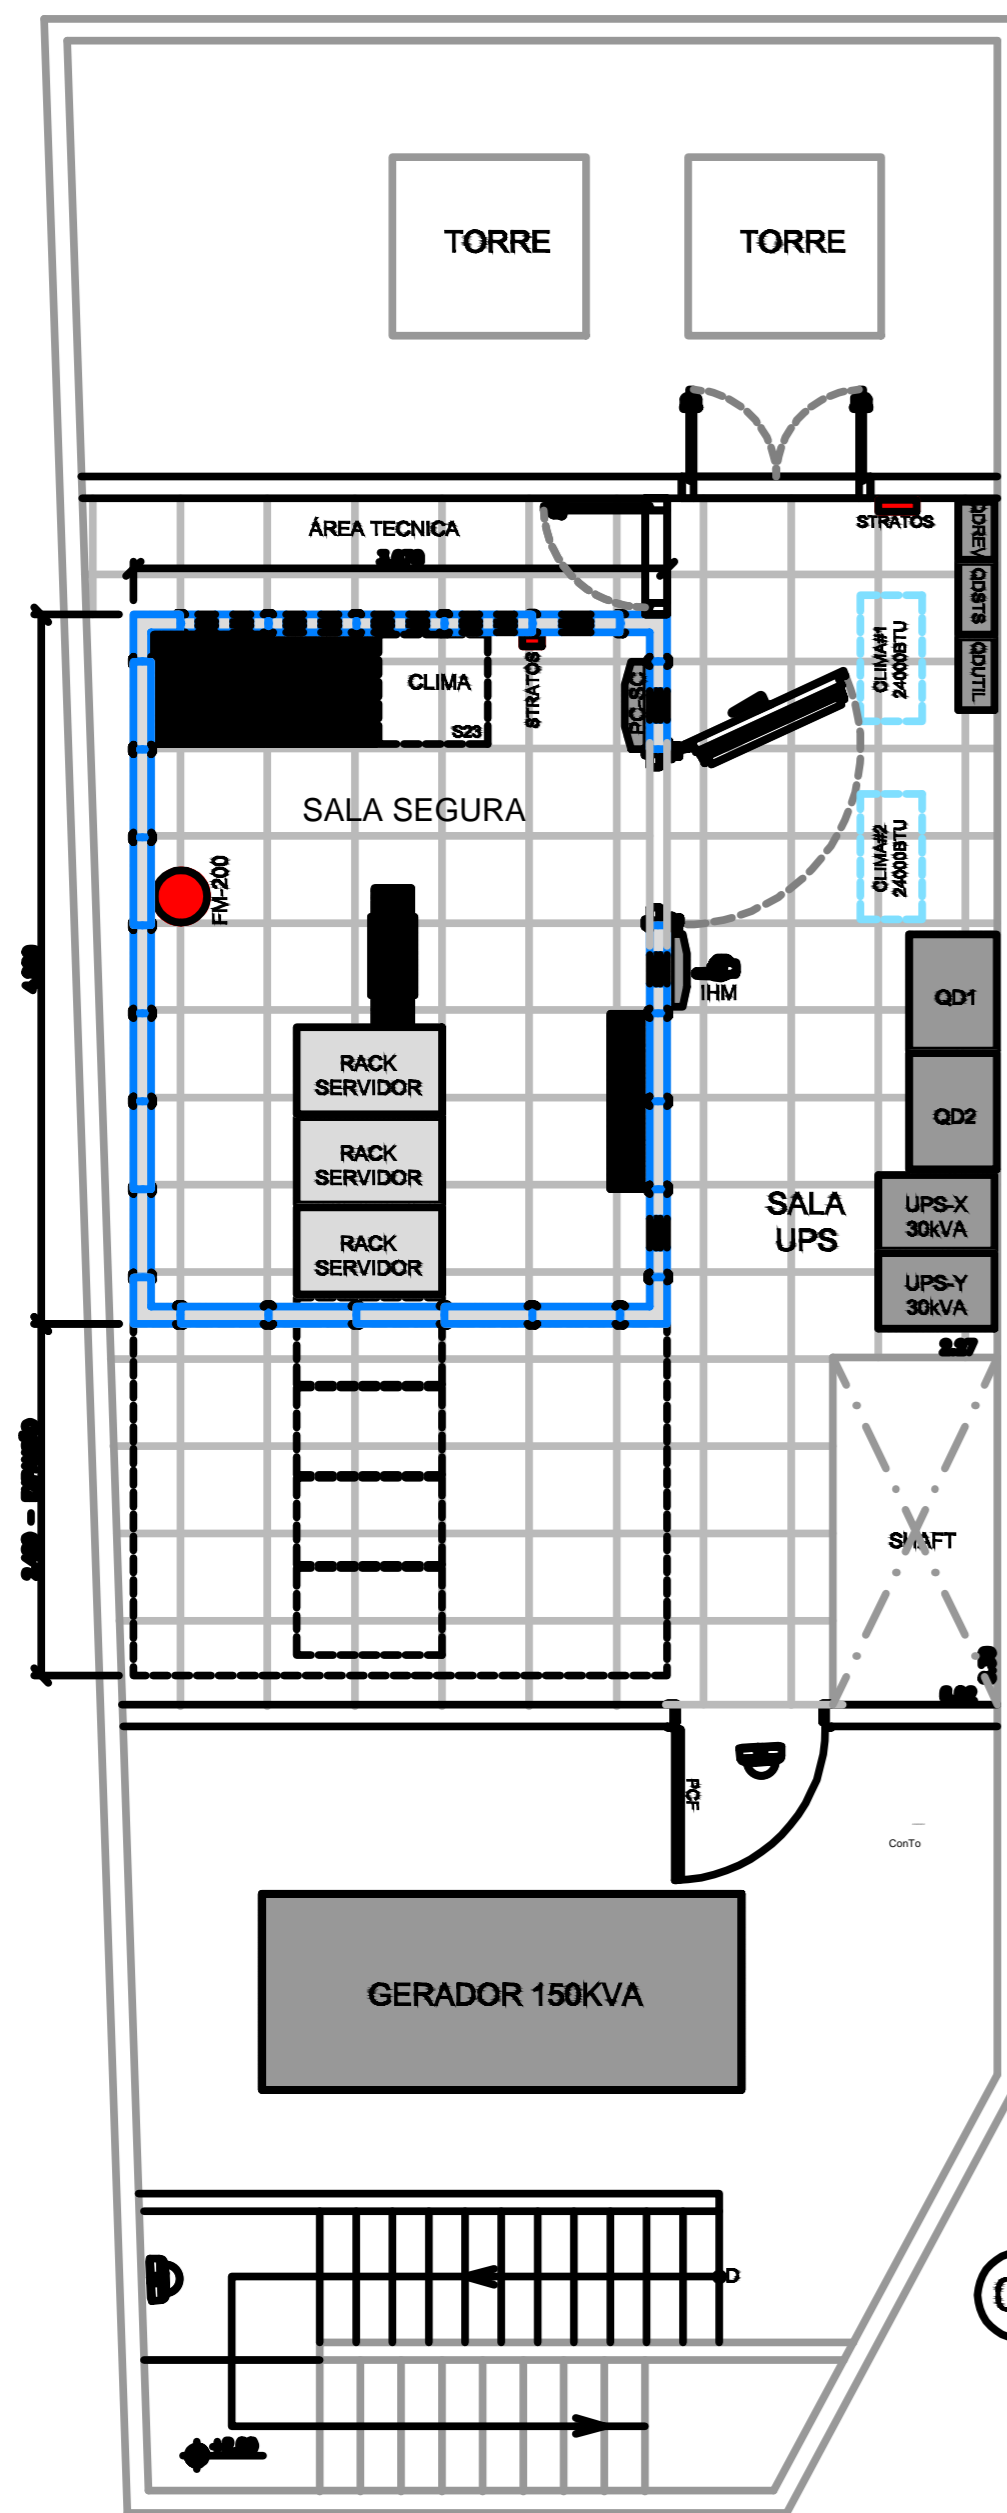 TORRE
TORRE
ÁREA TECNICA
STRATOS
QDREV
QDSTS
QDUTIL
CLIMA
S23
STRATOS
CLIMA#1
24000BTU
SALA SEGURA
CLIMA#2
24000BTU
FM-200
IHM
QD1
RACK
SERVIDOR
QD2
RACK
SERVIDOR
SALA
UPS
UPS-X
30kVA
RACK
SERVIDOR
UPS-Y
30kVA
SHAFT
PCF
ConTo
GERADOR 150KVA
D